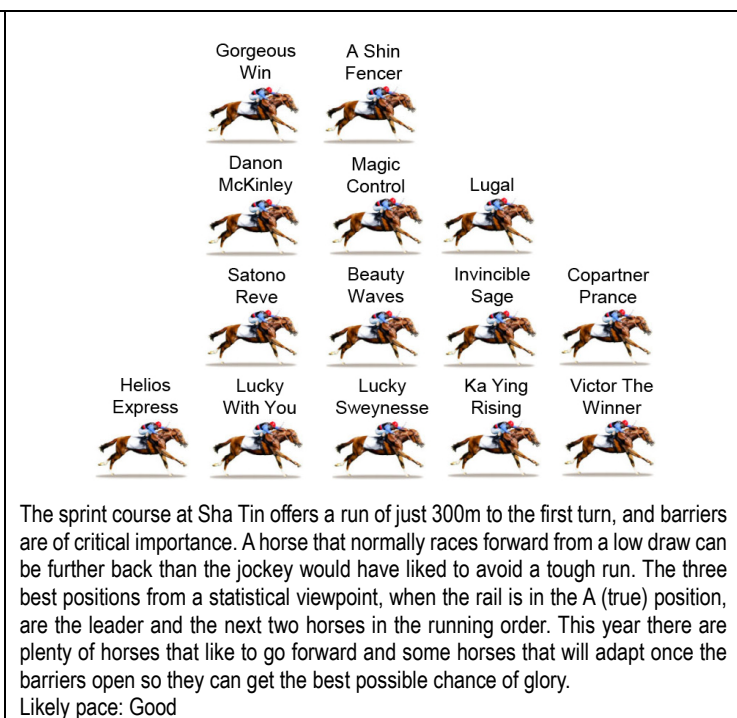 Gorgeous Win
A Shin Fencer
Danon McKinley
Magic Control
Lugal
Satono Reve
Beauty Waves
Invincible Sage
Copartner Prance
Helios Express
Lucky With You
Lucky Sweynesse
Ka Ying Rising
Victor The Winner
The sprint course at Sha Tin offers a run of just 300m to the first turn, and barriers
are of critical importance. A horse that normally races forward from a low draw can
be further back than the jockey would have liked to avoid a tough run. The three
best positions from a statistical viewpoint, when the rail is in the A (true) position,
are the leader and the next two horses in the running order. This year there are
plenty of horses that like to go forward and some horses that will adapt once the
barriers open so they can get the best possible chance of glory.
Likely pace: Good